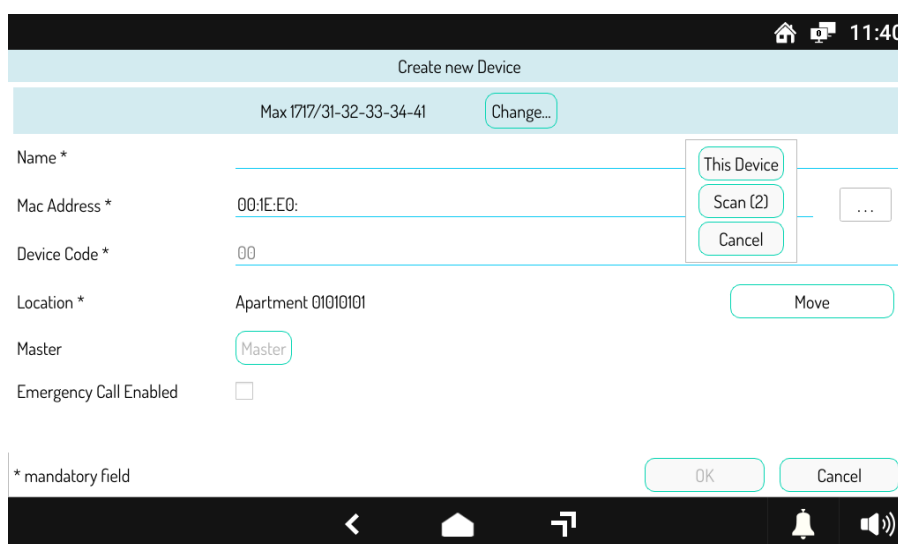 11:40
Create new Device
Max 1717/31-32-33-34-41 Change...
Name *
This Device
Mac Address * 00:1E:E0: Scan (2) ...
Cancel
Device Code * 00
Location * Apartment 01010101 Move
Master Master
Emergency Call Enabled
* mandatory field OK Cancel